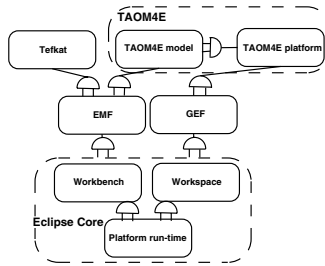 TAOM4E
Tefkat
TAOM4E model
TAOM4E platform
EMF
GEF
Workbench
Workspace
Eclipse Core
Platform run-time